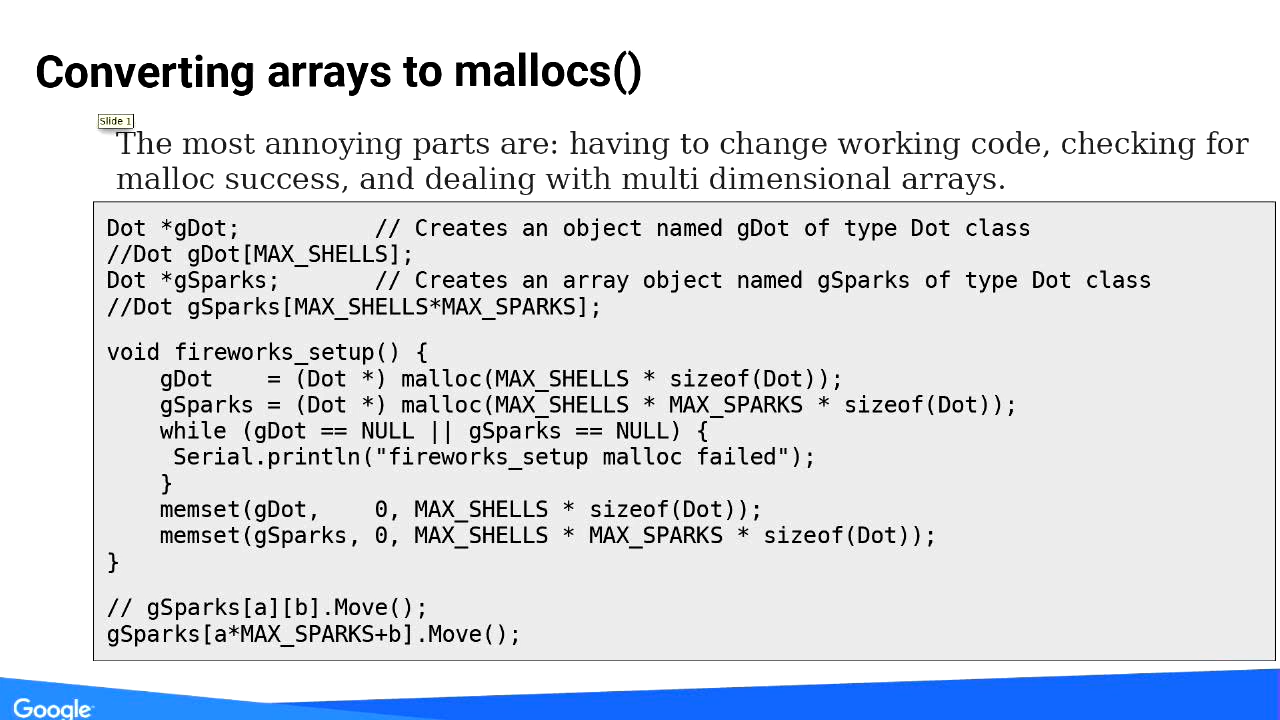 Converting arrays to mallocs()
Slide 1
The most annoying parts are: having to change working code, checking for
malloc success, and dealing with multi dimensional arrays.
Dot *gDot;          // Creates an object named gDot of type Dot class
//Dot gDot[MAX_SHELLS];
Dot *gSparks;       // Creates an array object named gSparks of type Dot class
//Dot gSparks[MAX_SHELLS*MAX_SPARKS];
void fireworks_setup() {
    gDot    = (Dot *) malloc(MAX_SHELLS * sizeof(Dot));
    gSparks = (Dot *) malloc(MAX_SHELLS * MAX_SPARKS * sizeof(Dot));
    while (gDot == NULL || gSparks == NULL) {
     Serial.println("fireworks_setup malloc failed");
    }
    memset(gDot,    0, MAX_SHELLS * sizeof(Dot));
    memset(gSparks, 0, MAX_SHELLS * MAX_SPARKS * sizeof(Dot));
}
// gSparks[a][b].Move();
gSparks[a*MAX_SPARKS+b].Move();
Google